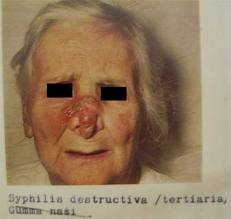 Syphilis destructiva /tertiaria,
Gumma nasi